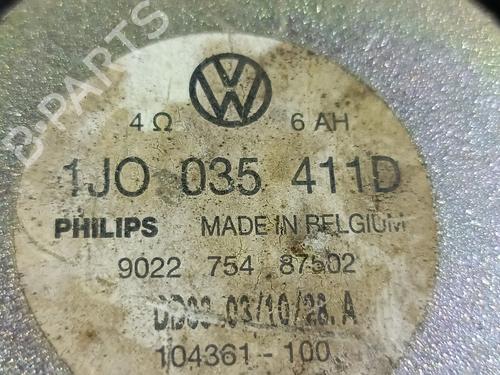 B-PARTS
VW
4 Ω 6 AH
1JO 035 411D
PHILIPS MADE IN BELGIUM
9022 754 87502
03/10/28.A
104361-100